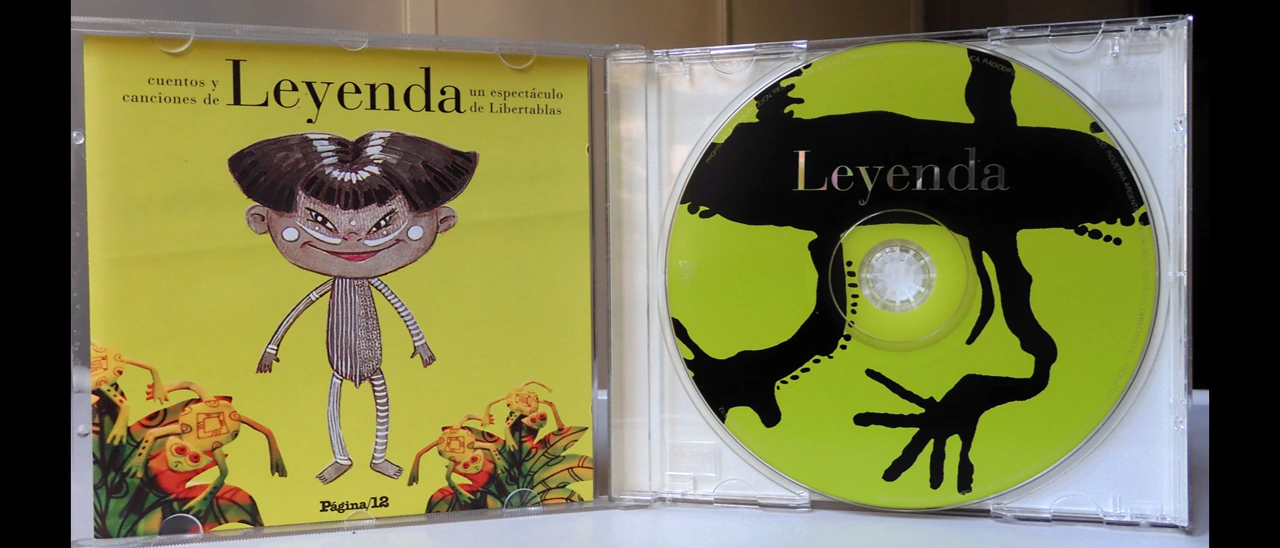 cuentos y
canciones de
Leyenda
un espectáculo
de Libertablas
Página/12
Leyenda